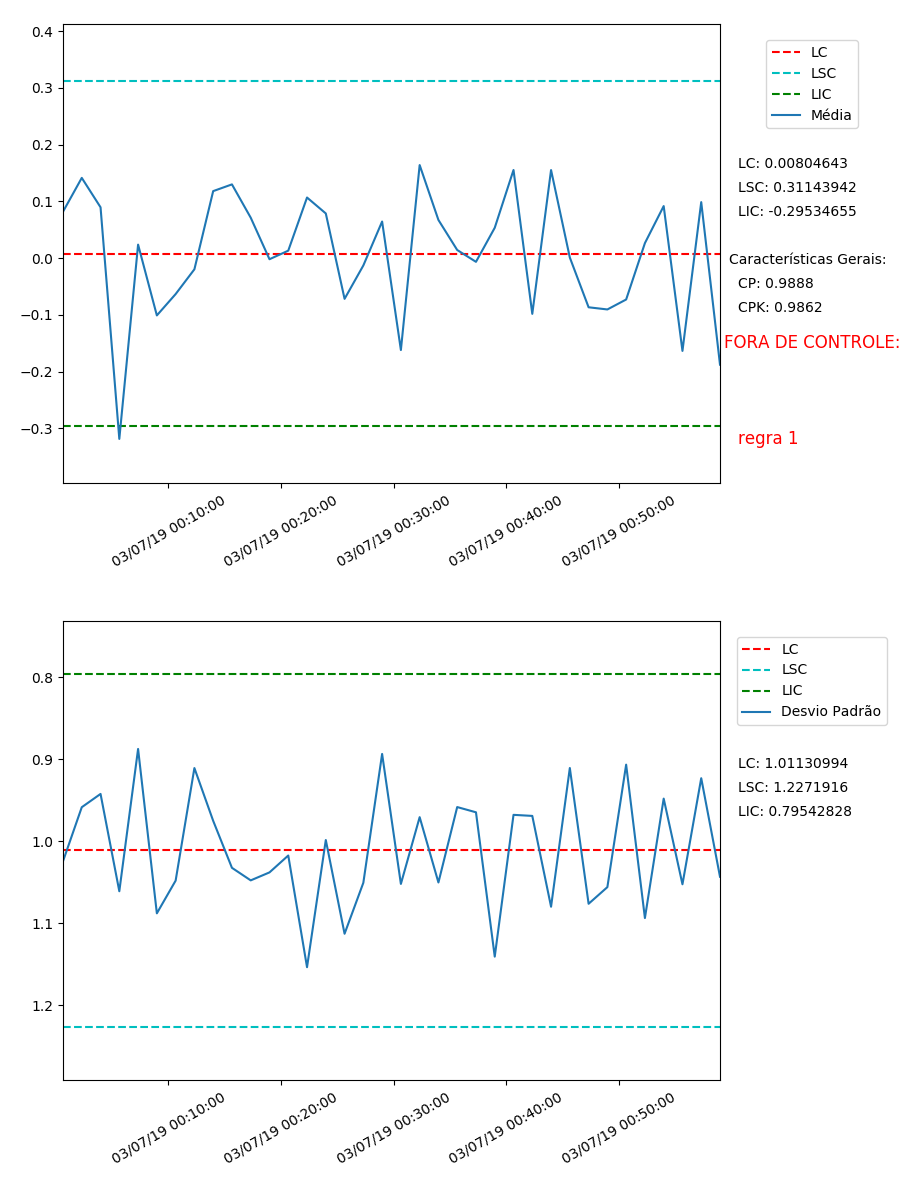 0.4
0.3
0.2
0.1
0.0
−0.1
−0.2
−0.3
03/07/19 00:10:00
03/07/19 00:20:00
03/07/19 00:30:00
03/07/19 00:40:00
03/07/19 00:50:00
LC
LSC
LIC
Média
LC: 0.00804643
LSC: 0.31143942
LIC: -0.29534655
Características Gerais:
CP: 0.9888
CPK: 0.9862
FORA DE CONTROLE:
regra 1
0.8
0.9
1.0
1.1
1.2
03/07/19 00:10:00
03/07/19 00:20:00
03/07/19 00:30:00
03/07/19 00:40:00
03/07/19 00:50:00
LC
LSC
LIC
Desvio Padrão
LC: 1.01130994
LSC: 1.2271916
LIC: 0.79542828